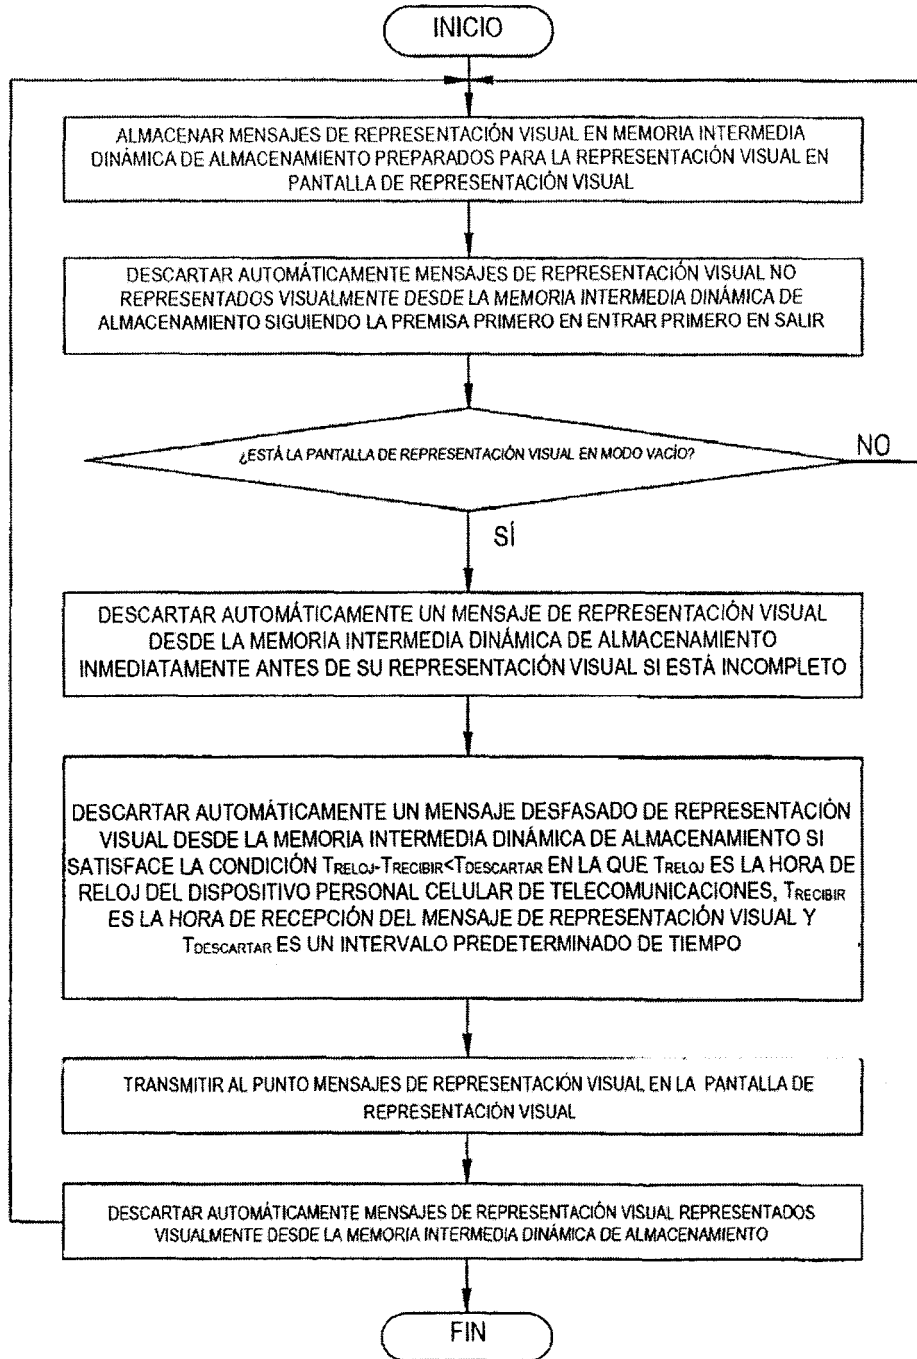 INICIO
ALMACENAR MENSAJES DE REPRESENTACIÓN VISUAL EN MEMORIA INTERMEDIA
DINÁMICA DE ALMACENAMIENTO PREPARADOS PARA LA REPRESENTACIÓN VISUAL EN
PANTALLA DE REPRESENTACIÓN VISUAL
DESCARTAR AUTOMÁTICAMENTE MENSAJES DE REPRESENTACIÓN VISUAL NO
REPRESENTADOS VISUALMENTE DESDE LA MEMORIA INTERMEDIA DINÁMICA DE
ALMACENAMIENTO SIGUIENDO LA PREMISA PRIMERO EN ENTRAR PRIMERO EN SALIR
¿ESTÁ LA PANTALLA DE REPRESENTACIÓN VISUAL EN MODO VACÍO?
NO
SÍ
DESCARTAR AUTOMÁTICAMENTE UN MENSAJE DE REPRESENTACIÓN VISUAL
DESDE LA MEMORIA INTERMEDIA DINÁMICA DE ALMACENAMIENTO
INMEDIATAMENTE ANTES DE SU REPRESENTACIÓN VISUAL SI ESTÁ INCOMPLETO
DESCARTAR AUTOMÁTICAMENTE UN MENSAJE DESFASADO DE REPRESENTACIÓN
VISUAL DESDE LA MEMORIA INTERMEDIA DINÁMICA DE ALMACENAMIENTO SI
SATISFACE LA CONDICIÓN TRELOJ-TRECIBIR<TDESCARTAR EN LA QUE TRELOJ ES LA HORA DE
RELOJ DEL DISPOSITIVO PERSONAL CELULAR DE TELECOMUNICACIONES, TRECIBIR
ES LA HORA DE RECEPCIÓN DEL MENSAJE DE REPRESENTACIÓN VISUAL Y
TDESCARTAR ES UN INTERVALO PREDETERMINADO DE TIEMPO
TRANSMITIR AL PUNTO MENSAJES DE REPRESENTACIÓN VISUAL EN LA PANTALLA DE
REPRESENTACIÓN VISUAL
DESCARTAR AUTOMÁTICAMENTE MENSAJES DE REPRESENTACIÓN VISUAL REPRESENTADOS
VISUALMENTE DESDE LA MEMORIA INTERMEDIA DINÁMICA DE ALMACENAMIENTO
FIN